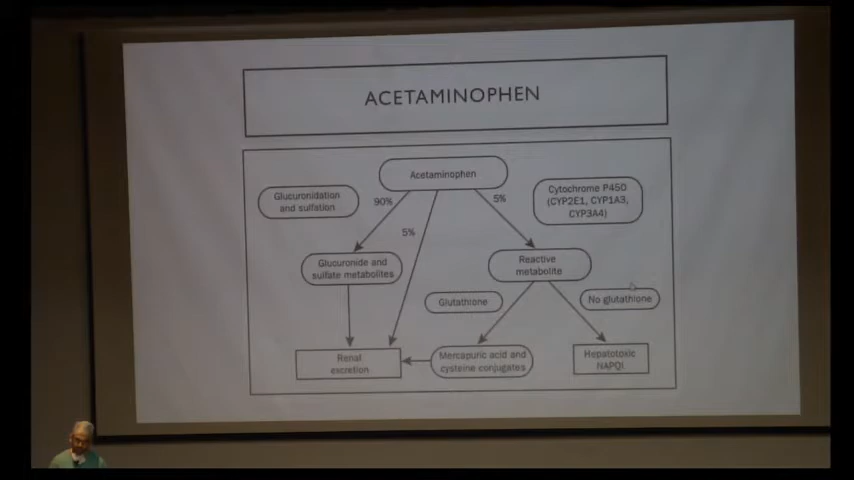 ACETAMINOPHEN
Acetaminophen
Glucuronidation
and sulfation
90%
5%
5%
Cytochrome P450
(CYP2E1, CYP1A3,
CYP3A4)
Glucuronide and
sulfate metabolites
Reactive
metabolite
Glutathione
No glutathione
Renal
excretion
Mercapuric acid and
cysteine conjugates
Hepatotoxic
NAPQI